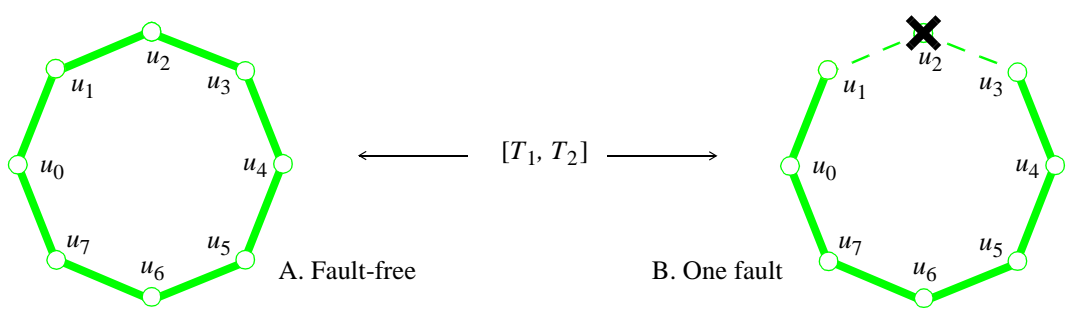 u2
u1
u3
u0
u4
u7
u5
u6
A. Fault-free
[T1, T2]
u2
u1
u3
u0
u4
u7
u5
u6
B. One fault